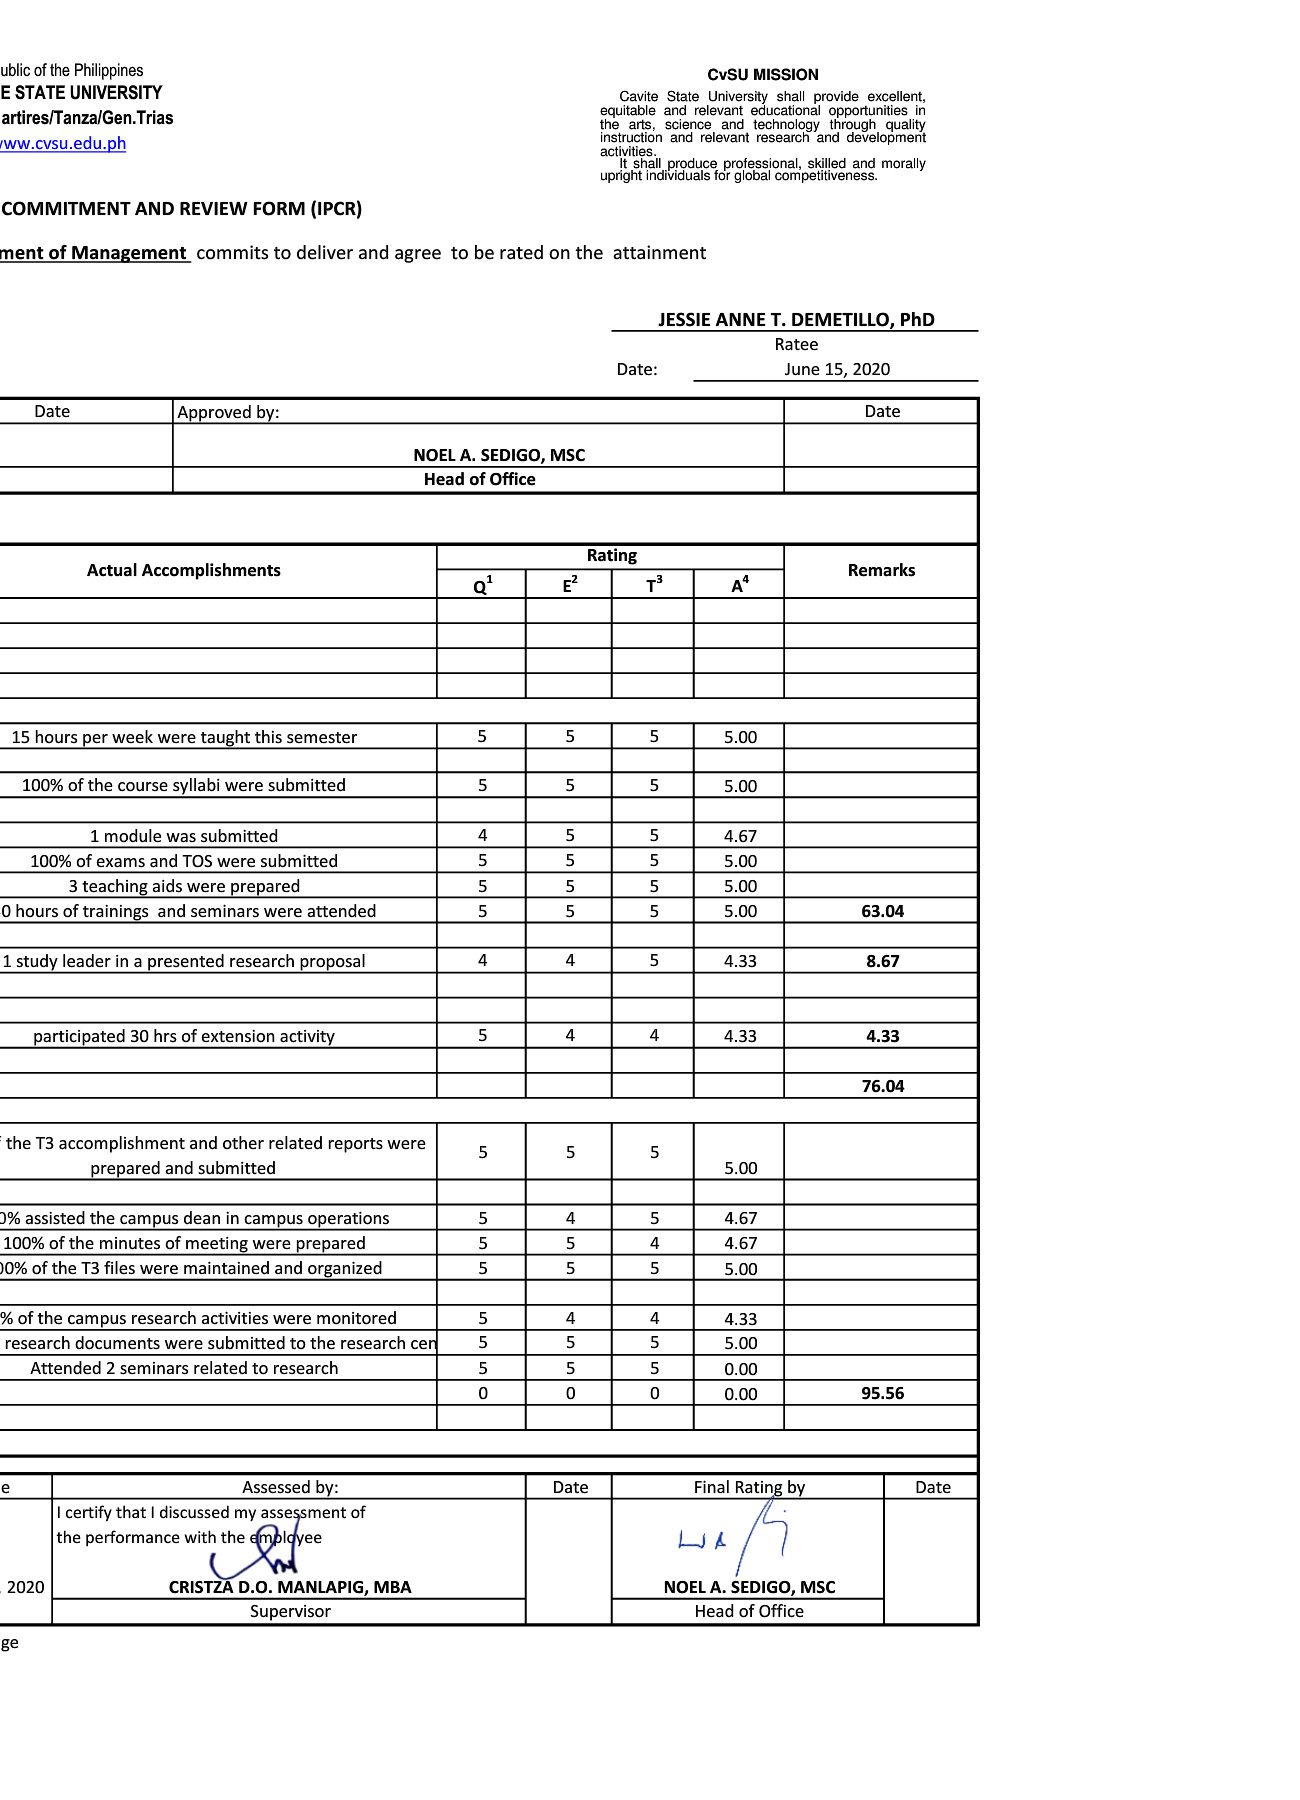 ublic of the Philippines
E STATE UNIVERSITY
artires/Tanza/Gen.Trias
www.cvsu.edu.ph
CvSU MISSION
Cavite State University shall provide excellent,
equitable and relevant educational opportunities in
the arts, science and technology through quality
instruction and relevant research and development
activities.
It shall produce professional, skilled and morally
upright individuals for global competitiveness.
COMMITMENT AND REVIEW FORM (IPCR)
ment of Management commits to deliver and agree to be rated on the attainment
JESSIE ANNE T. DEMETILLO, PhD
Ratee
Date: June 15, 2020
Date Approved by: Date
NOEL A. SEDIGO, MSC
Head of Office
Actual Accomplishments Rating Remarks
Q1 E2 T3 A4
15 hours per week were taught this semester 5 5 5 5.00
100% of the course syllabi were submitted 5 5 5 5.00
1 module was submitted 4 5 5 4.67
100% of exams and TOS were submitted 5 5 5 5.00
3 teaching aids were prepared 5 5 5 5.00
0 hours of trainings and seminars were attended 5 5 5 5.00 63.04
1 study leader in a presented research proposal 4 4 5 4.33 8.67
participated 30 hrs of extension activity 5 4 4 4.33 4.33
76.04
f the T3 accomplishment and other related reports were
prepared and submitted 5 5 5 5.00
0% assisted the campus dean in campus operations 5 4 5 4.67
100% of the minutes of meeting were prepared 5 5 4 4.67
00% of the T3 files were maintained and organized 5 5 5 5.00
% of the campus research activities were monitored 5 4 4 4.33
research documents were submitted to the research cen 5 5 5 5.00
Attended 2 seminars related to research 5 5 5 0.00
0 0 0 0.00 95.56
e Assessed by: Date Final Rating by Date
I certify that I discussed my assessment of
the performance with the employee
, 2020 CRISTZA D.O. MANLAPIG, MBA NOEL A. SEDIGO, MSC
Supervisor Head of Office
ge